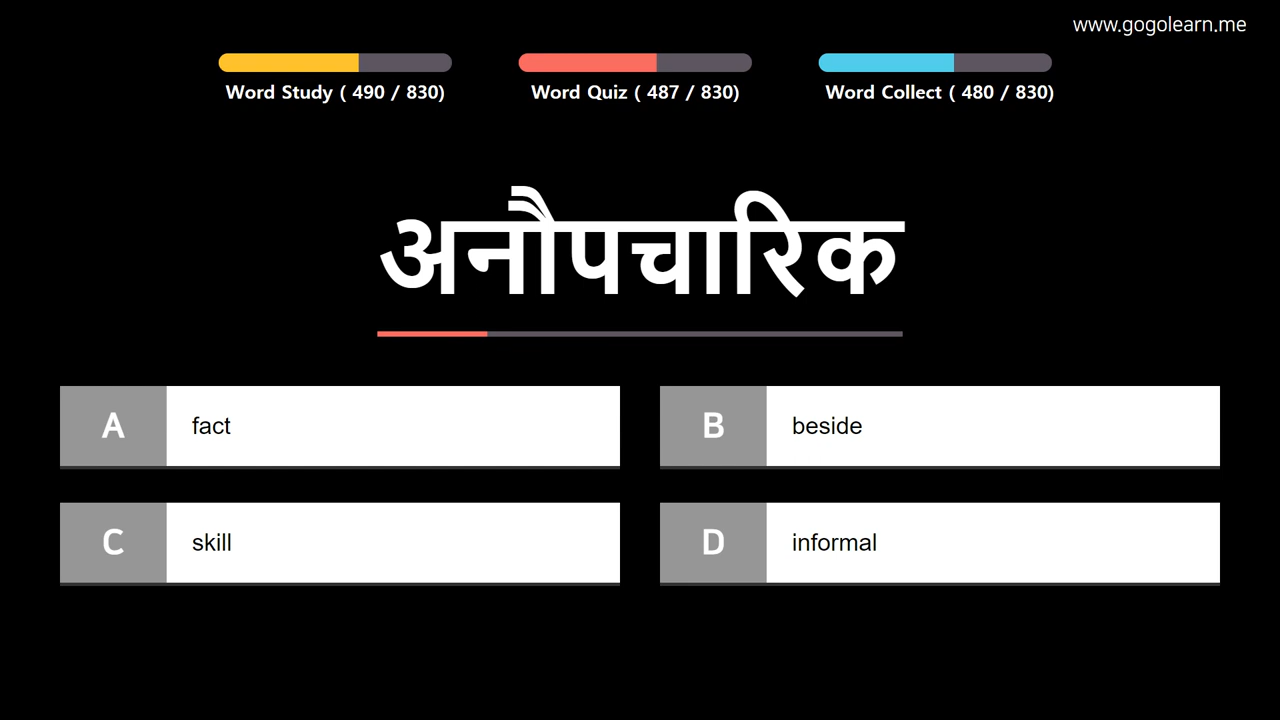 www.gogolearn.me
Word Study ( 490 / 830)
Word Quiz ( 487 / 830)
Word Collect ( 480 / 830)
अनौपचारिक
A fact
B beside
C skill
D informal